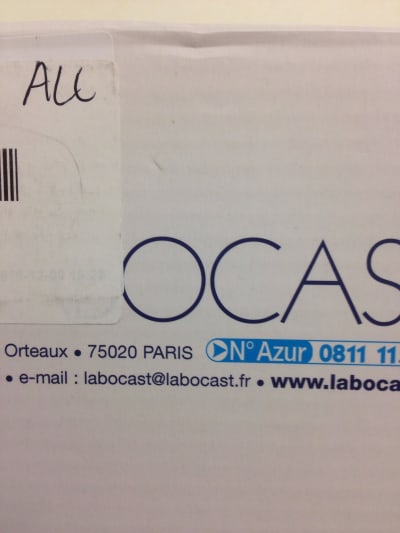 ALL
OCAS
Orteaux • 75020 PARIS N° Azur 0811 11
• e-mail : labocast@labocast.fr • www.laboca